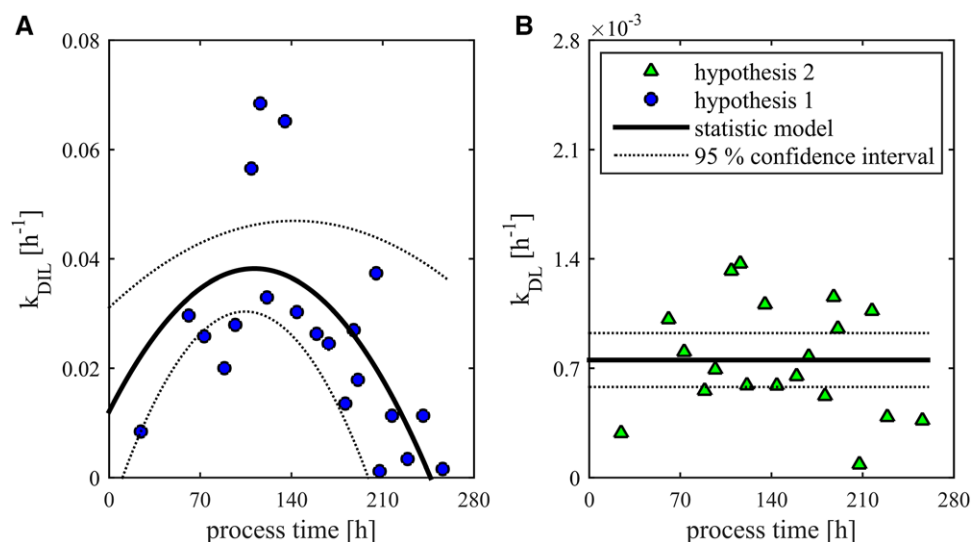 A
k_DIL [h⁻¹]
0.08
0.06
0.04
0.02
0
0 70 140 210 280
process time [h]
B
×10⁻³
k_DL [h⁻¹]
2.8
2.1
1.4
0.7
0
0 70 140 210 280
process time [h]
hypothesis 2
hypothesis 1
statistic model
95 % confidence interval